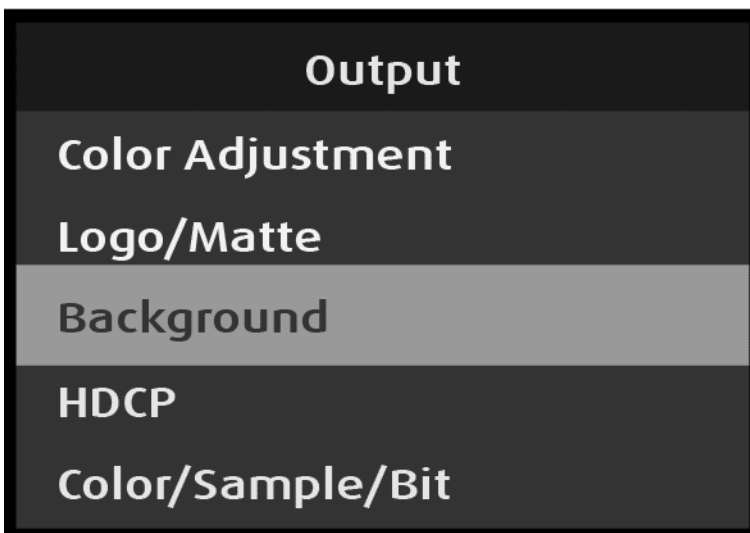 Output
Color Adjustment
Logo/Matte
Background
HDCP
Color/Sample/Bit